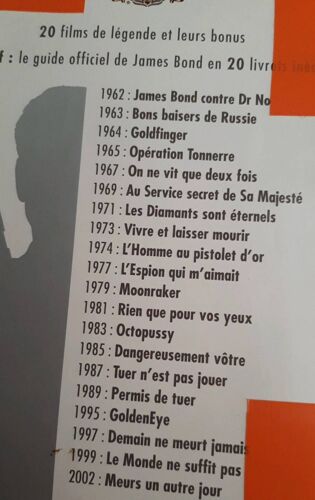 20 films de légende et leurs bonus
f : le guide officiel de James Bond en 20 livrets
1962 : James Bond contre Dr No
1963 : Bons baisers de Russie
1964 : Goldfinger
1965 : Opération Tonnerre
1967 : On ne vit que deux fois
1969 : Au Service secret de Sa Majesté
1971 : Les Diamants sont éternels
1973 : Vivre et laisser mourir
1974 : L'Homme au pistolet d'or
1977 : L'Espion qui m'aimait
1979 : Moonraker
1981 : Rien que pour vos yeux
1983 : Octopussy
1985 : Dangereusement vôtre
1987 : Tuer n'est pas jouer
1989 : Permis de tuer
1995 : GoldenEye
1997 : Demain ne meurt jamais
1999 : Le Monde ne suffit pas
2002 : Meurs un autre jour